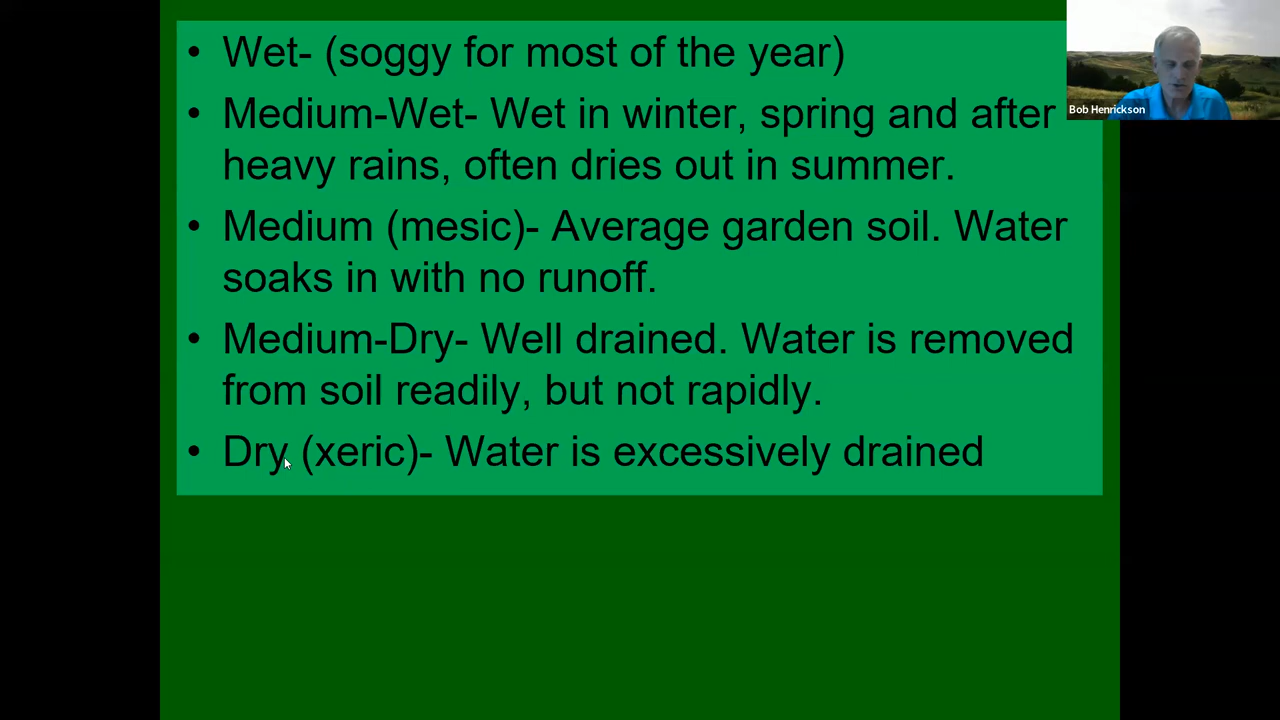 • Wet- (soggy for most of the year)
• Medium-Wet- Wet in winter, spring and after
heavy rains, often dries out in summer.
• Medium (mesic)- Average garden soil. Water
soaks in with no runoff.
• Medium-Dry- Well drained. Water is removed
from soil readily, but not rapidly.
• Dry (xeric)- Water is excessively drained
Bob Henrickson